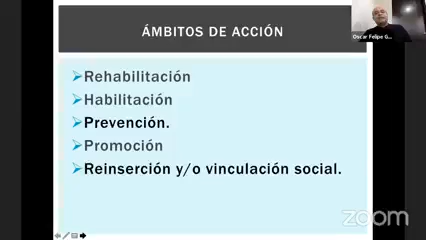 ÁMBITOS DE ACCIÓN
Rehabilitación
Habilitación
Prevención.
Promoción
Reinserción y/o vinculación social.
Oscar Felipe G...
zoom